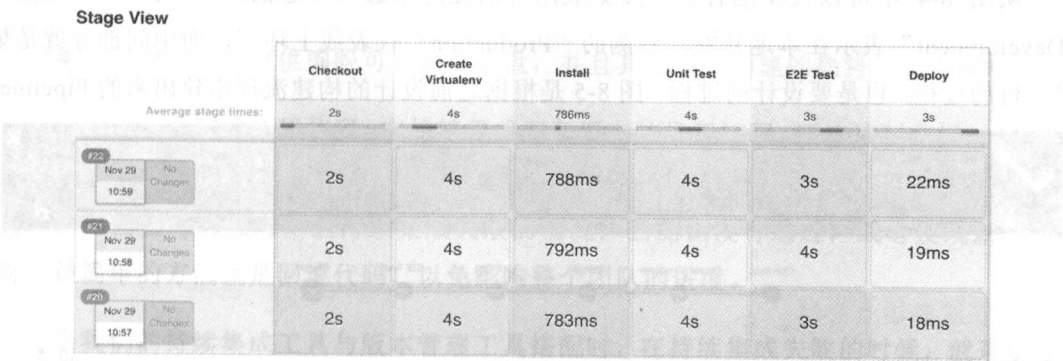 Stage View
Checkout
Create Virtualenv
Install
Unit Test
E2E Test
Deploy
Average stage times:
2s
4s
786ms
4s
3s
3s
#22
Nov 29
10:59
No Changes
2s
4s
788ms
4s
3s
22ms
#21
Nov 29
10:58
No Changes
2s
4s
792ms
4s
4s
19ms
#20
Nov 29
10:57
No Changes
2s
4s
783ms
4s
3s
18ms